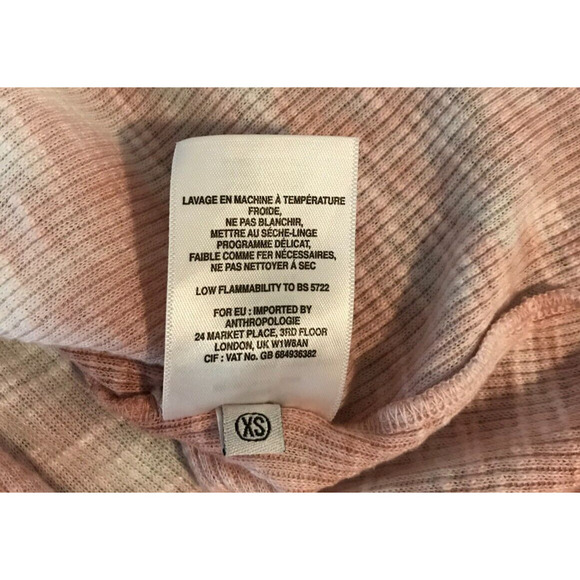 LAVAGE EN MACHINE À TEMPÉRATURE
FROIDE,
NE PAS BLANCHIR,
METTRE AU SÉCHE-LINGE
PROGRAMME DÉLICAT,
FAIBLE COMME FER NÉCESSAIRES,
NE PAS NETTOYER À SEC
LOW FLAMMABILITY TO BS 5722
FOR EU : IMPORTED BY
ANTHROPOLOGIE
24 MARKET PLACE, 3RD FLOOR
LONDON, UK W1W8AN
CIF : VAT No. GB 684936382
XS